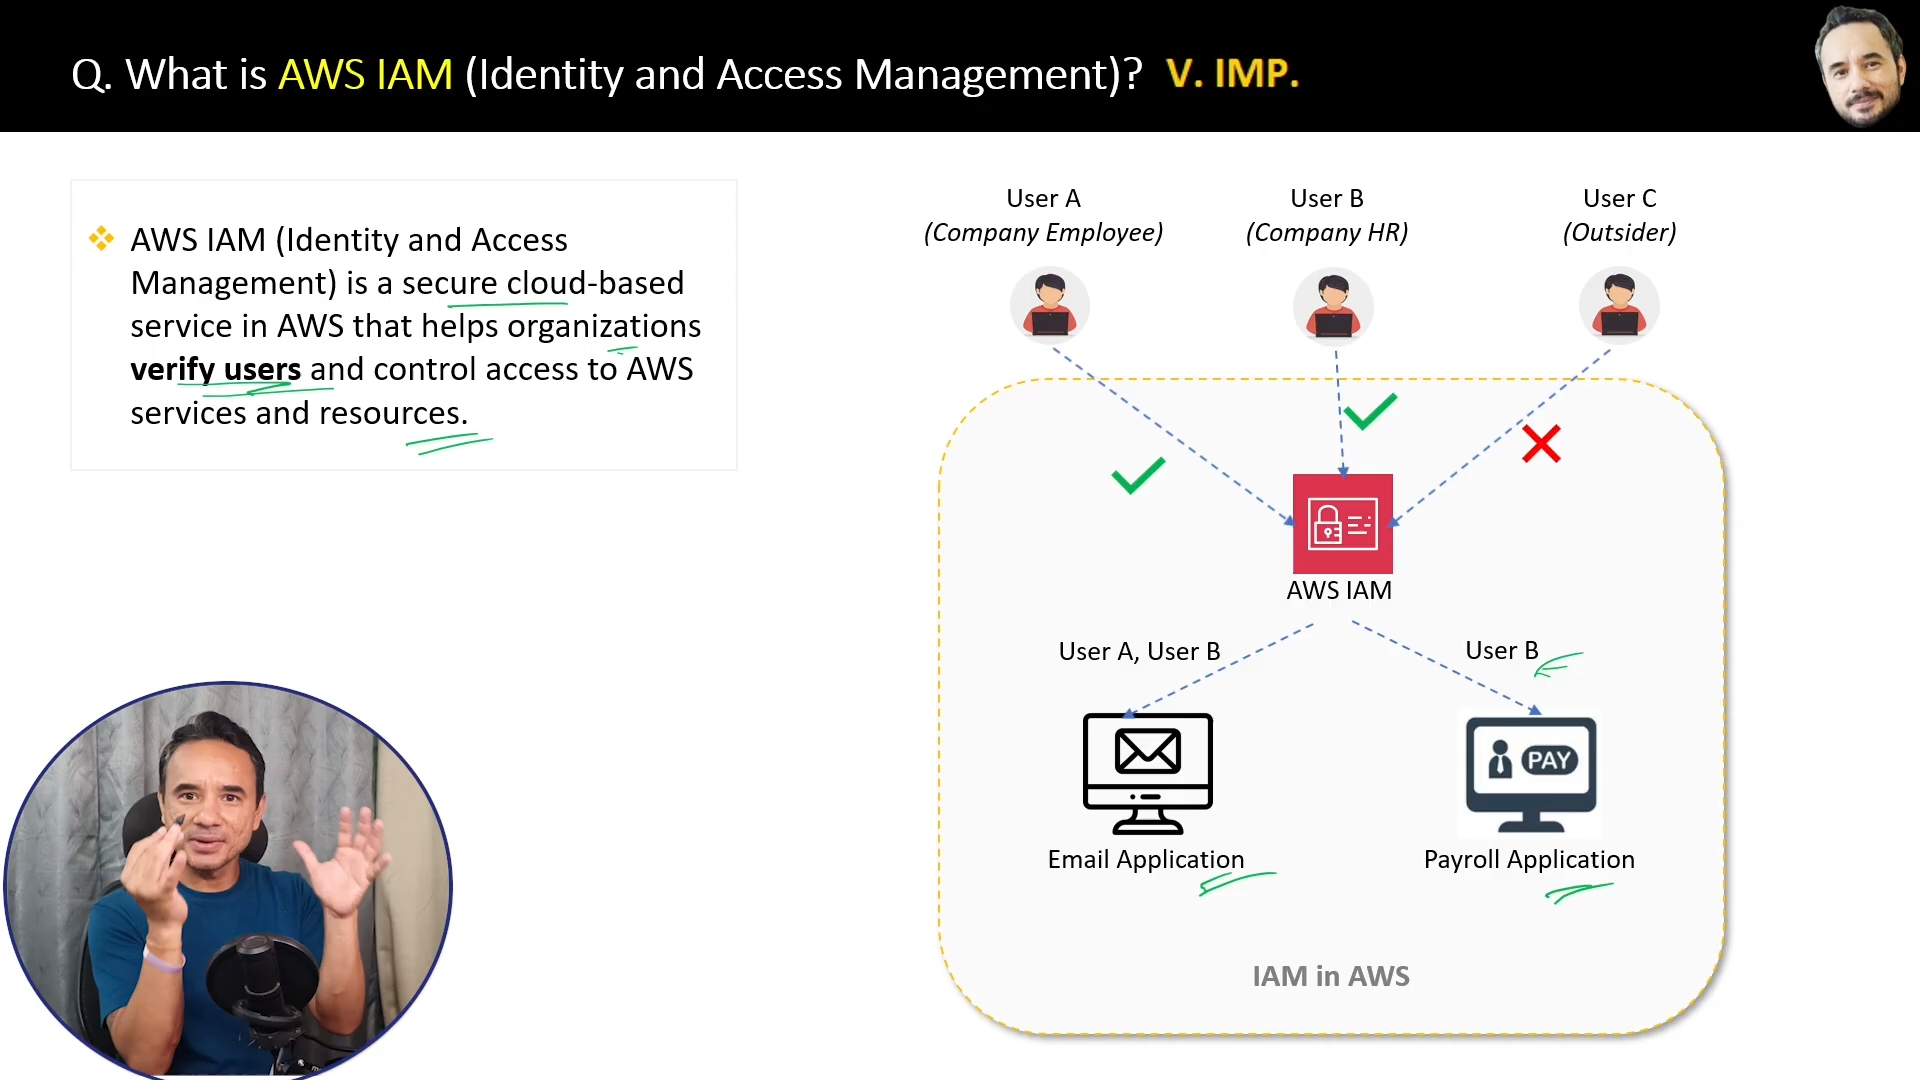 Q. What is AWS IAM (Identity and Access Management)? V. IMP.
AWS IAM (Identity and Access
Management) is a secure cloud-based
service in AWS that helps organizations
verify users and control access to AWS
services and resources.
User A
(Company Employee)
User B
(Company HR)
User C
(Outsider)
AWS IAM
User A, User B
User B
PAY
Email Application
Payroll Application
IAM in AWS